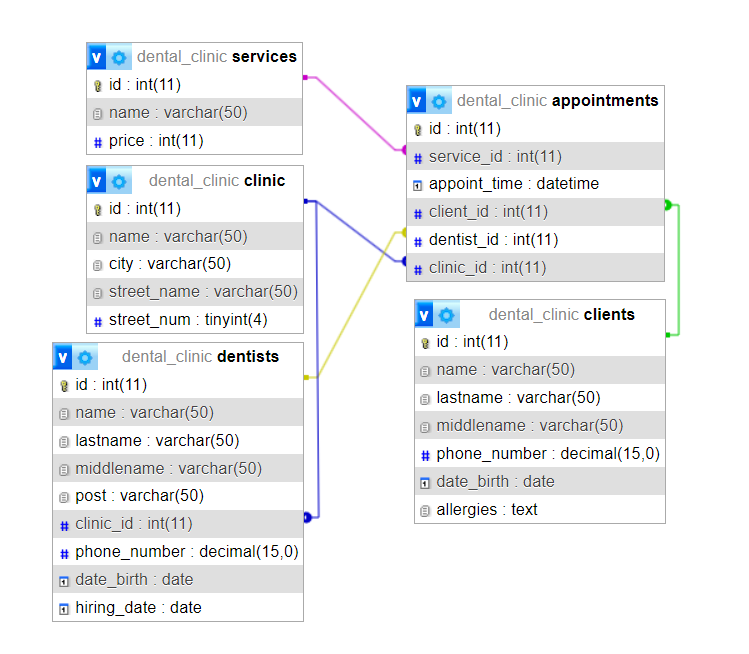 v dental_clinic services
id : int(11)
name : varchar(50)
# price : int(11)
v dental_clinic clinic
id : int(11)
name : varchar(50)
city : varchar(50)
street_name : varchar(50)
# street_num : tinyint(4)
v dental_clinic dentists
id : int(11)
name : varchar(50)
lastname : varchar(50)
middlename : varchar(50)
post : varchar(50)
# clinic_id : int(11)
# phone_number : decimal(15,0)
1 date_birth : date
1 hiring_date : date
v dental_clinic appointments
id : int(11)
# service_id : int(11)
1 appoint_time : datetime
# client_id : int(11)
# dentist_id : int(11)
# clinic_id : int(11)
v dental_clinic clients
id : int(11)
name : varchar(50)
lastname : varchar(50)
middlename : varchar(50)
# phone_number : decimal(15,0)
1 date_birth : date
allergies : text